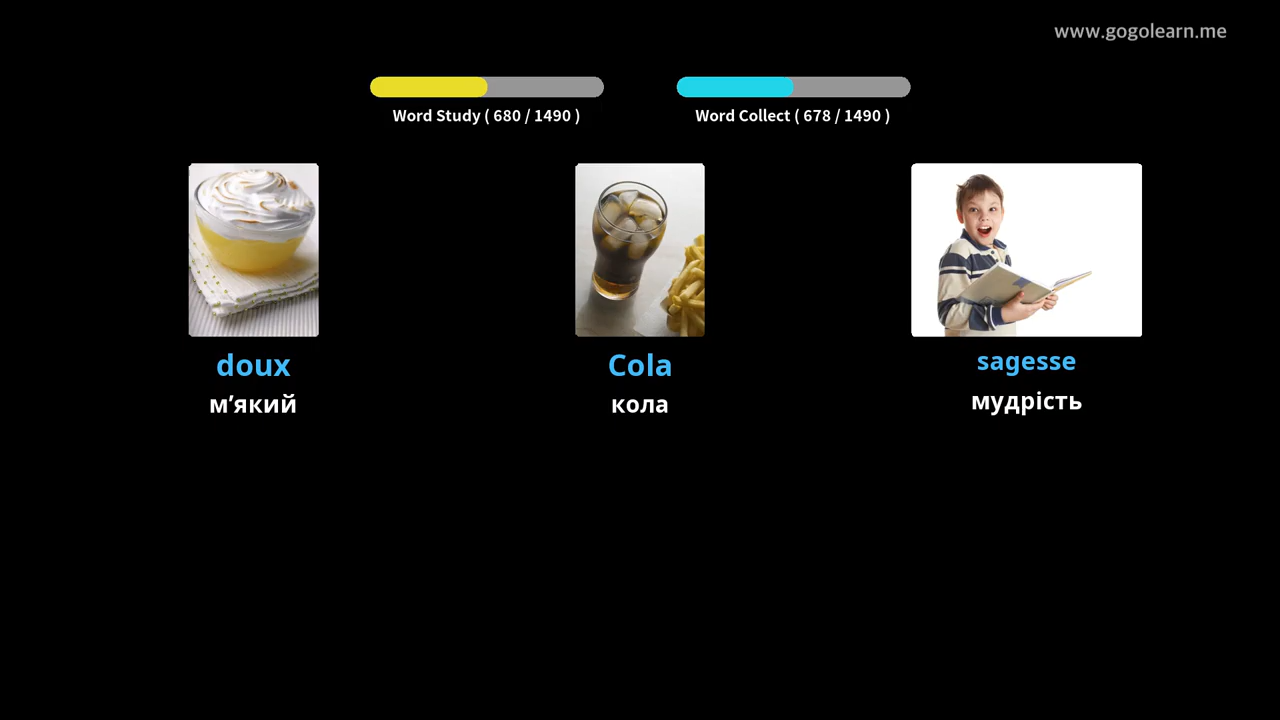 www.gogolearn.me
Word Study ( 680 / 1490 )
Word Collect ( 678 / 1490 )
doux
м’який
Cola
кола
sagesse
мудрість